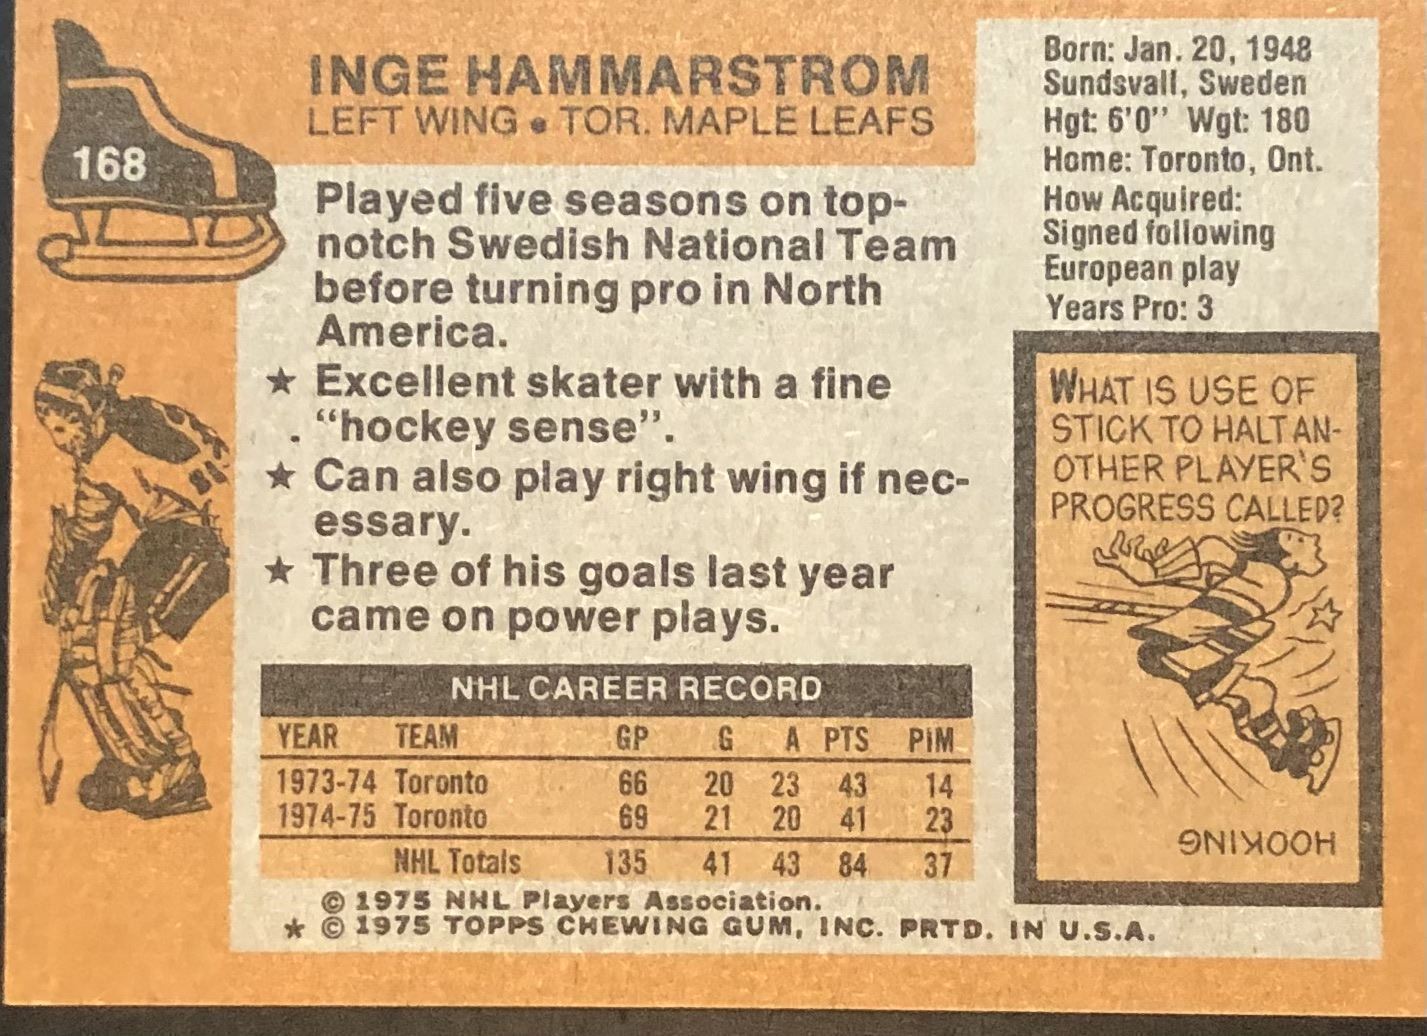 168
INGE HAMMARSTROM
LEFT WING • TOR. MAPLE LEAFS
Played five seasons on top-
notch Swedish National Team
before turning pro in North
America.
★ Excellent skater with a fine
. “hockey sense”.
★ Can also play right wing if nec-
essary.
★ Three of his goals last year
came on power plays.
Born: Jan. 20, 1948
Sundsvall, Sweden
Hgt: 6'0'' Wgt: 180
Home: Toronto, Ont.
How Acquired:
Signed following
European play
Years Pro: 3
WHAT IS USE OF
STICK TO HALT AN-
OTHER PLAYER'S
PROGRESS CALLED?
HOOKING
NHL CAREER RECORD
YEAR TEAM GP G A PTS PIM
1973-74 Toronto 66 20 23 43 14
1974-75 Toronto 69 21 20 41 23
NHL Totals 135 41 43 84 37
© 1975 NHL Players Association.
★ © 1975 TOPPS CHEWING GUM, INC. PRTD. IN U.S.A.